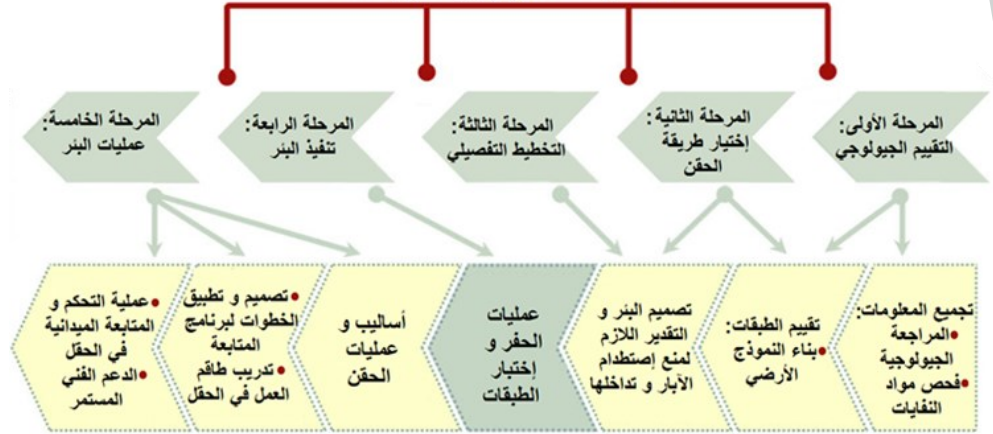 المرحلة الأولى:
التقييم الجيولوجي
المرحلة الثانية:
إختيار طريقة
الحقن
المرحلة الثالثة:
التخطيط التفصيلي
المرحلة الرابعة:
تنفيذ البئر
المرحلة الخامسة:
عمليات البئر
تجميع المعلومات:
•المراجعة
الجيولوجية
•فحص مواد
النفايات
تقييم الطبقات:
•بناء النموذج
الأرضي
تصميم البئر و
التقدير اللازم
لمنع إصتطدام
الآبار و تداخلها
عمليات
الحفر و
إختبار
الطبقات
أساليب و
عمليات
الحقن
•تصميم و تطبيق
الخطوات لبرنامج
المتابعة
•تدريب طاقم
العمل في الحقل
•عملية التحكم و
المتابعة الميدانية
في الحقل
•الدعم الفني
المستمر